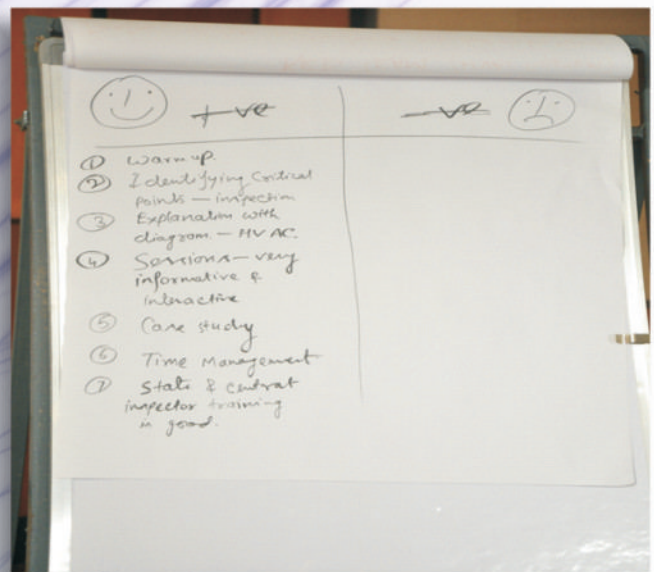 +ve -ve
① Warm up.
② Identifying Critical
points — inspection
③ Explanation with
diagram. — HVAC.
④ Sessions — very
informative &
interactive
⑤ Case study
⑥ Time Management
⑦ State & central
inspector training
is good.